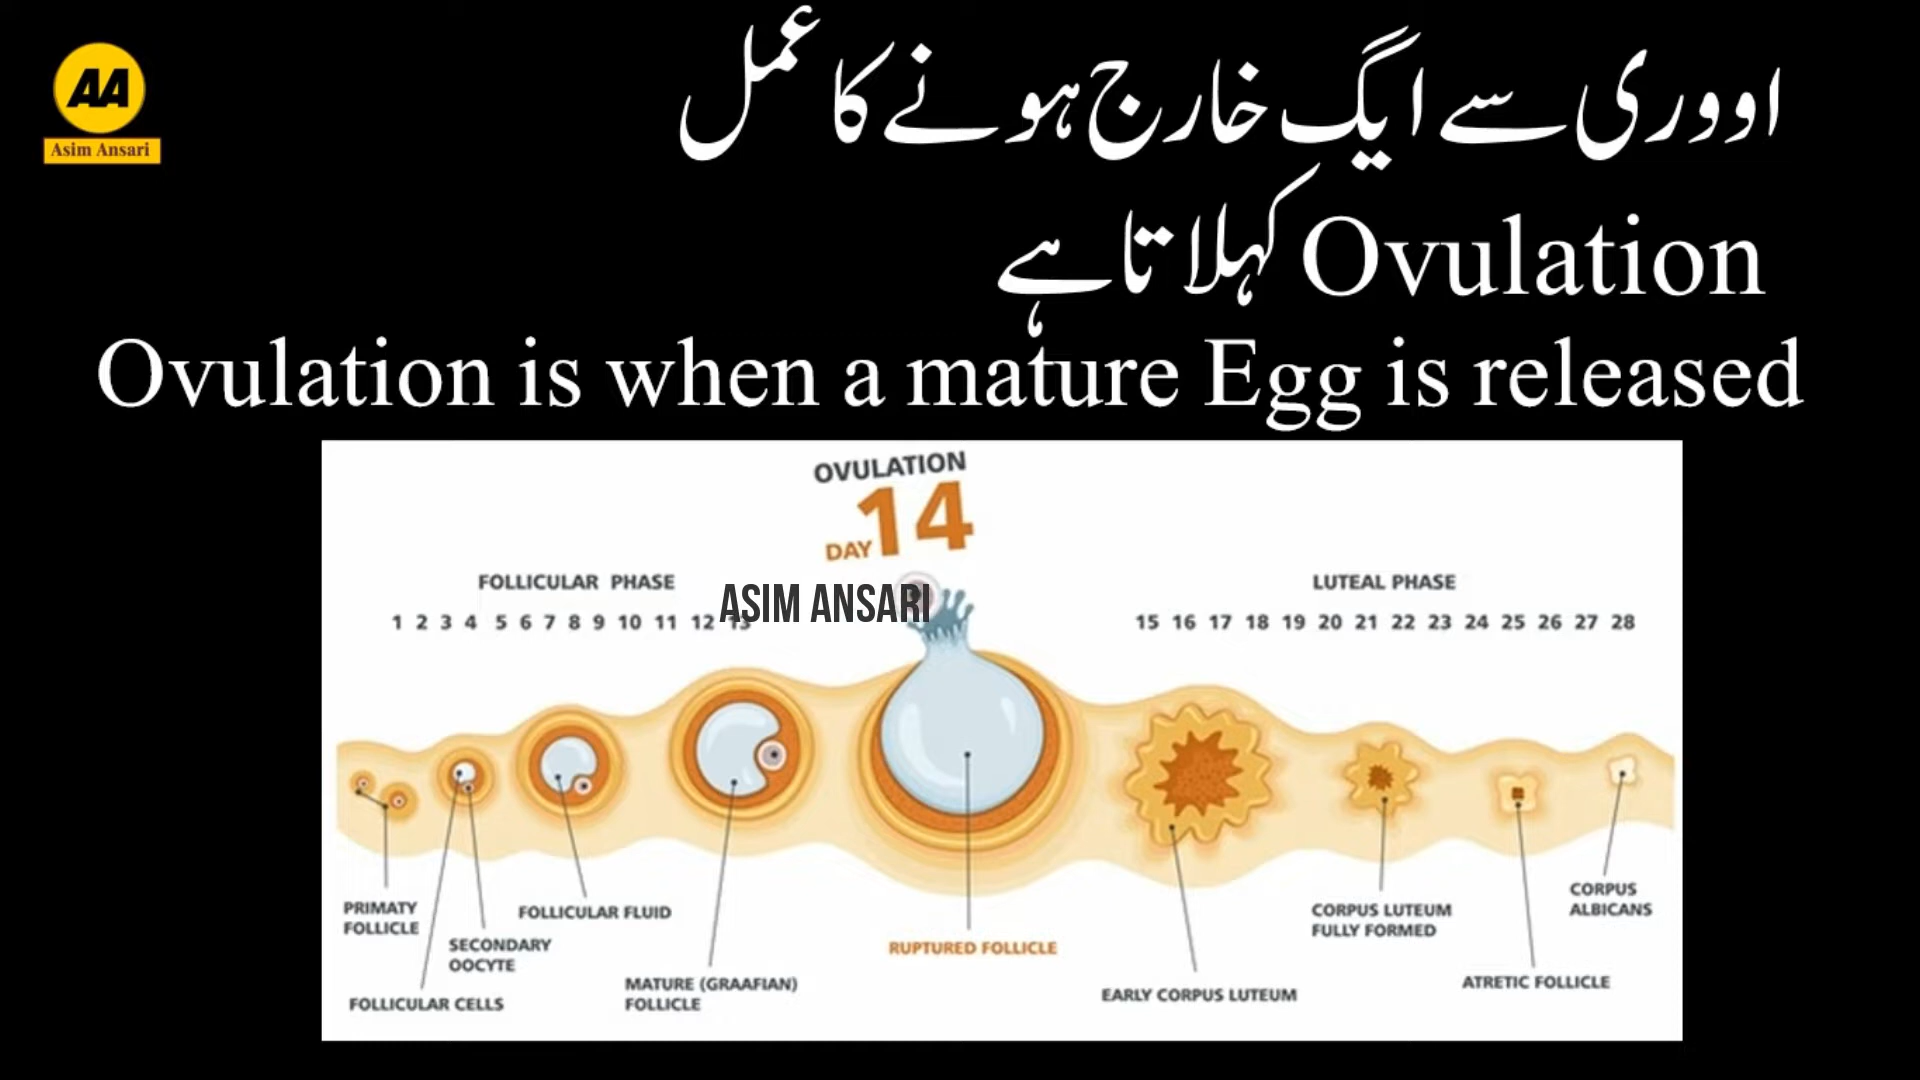 AA
Asim Ansari
اووری سے ایگ خارج ہونے کا عمل
Ovulation کہلاتا ہے
Ovulation is when a mature Egg is released
OVULATION
DAY 14
FOLLICULAR PHASE
ASIM ANSARI
LUTEAL PHASE
1 2 3 4 5 6 7 8 9 10 11 12 13
15 16 17 18 19 20 21 22 23 24 25 26 27 28
PRIMATY
FOLLICLE
SECONDARY
OOCYTE
FOLLICULAR CELLS
FOLLICULAR FLUID
MATURE (GRAAFIAN)
FOLLICLE
RUPTURED FOLLICLE
EARLY CORPUS LUTEUM
CORPUS LUTEUM
FULLY FORMED
ATRETIC FOLLICLE
CORPUS
ALBICANS